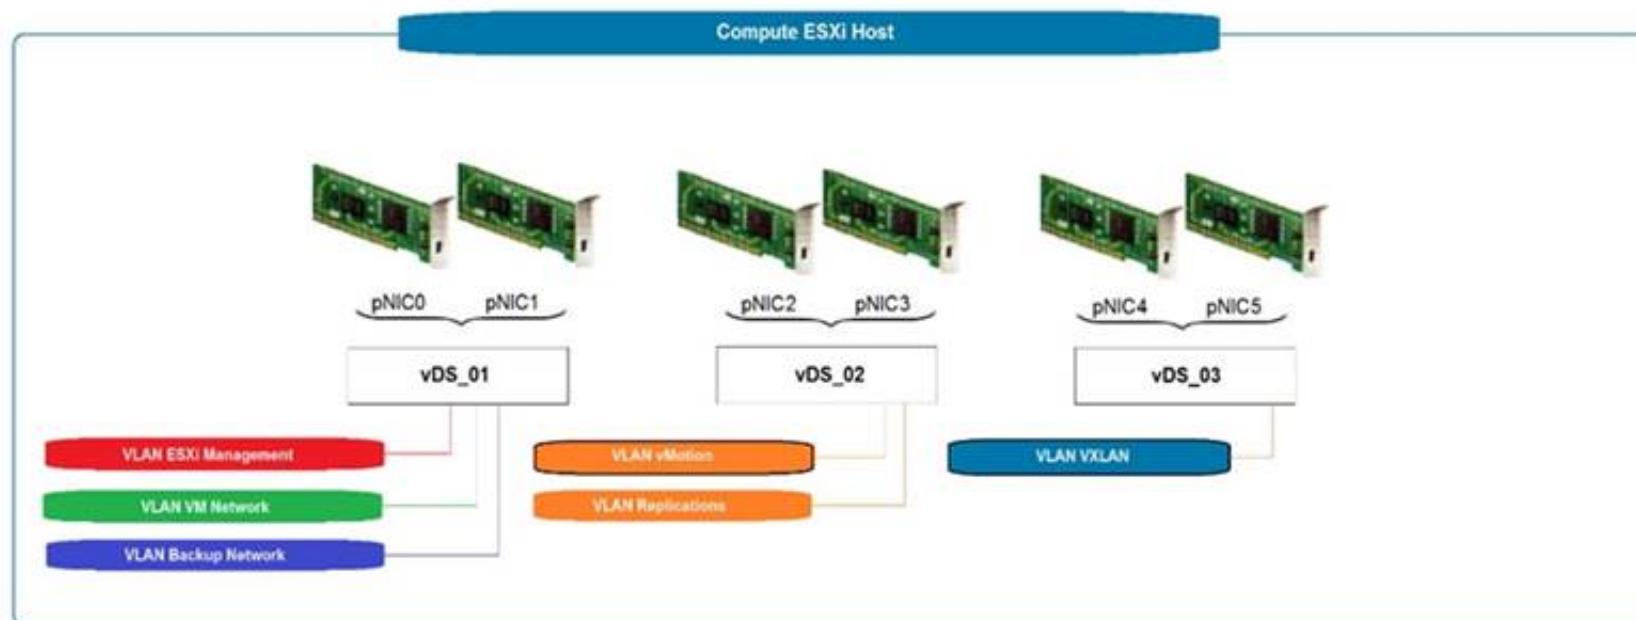 Compute ESXi Host
pNIC0 pNIC1 pNIC2 pNIC3 pNIC4 pNIC5
vDS_01 vDS_02 vDS_03
VLAN ESXi Management VLAN vMotion VLAN VXLAN
VLAN VM Network VLAN Replications
VLAN Backup Network